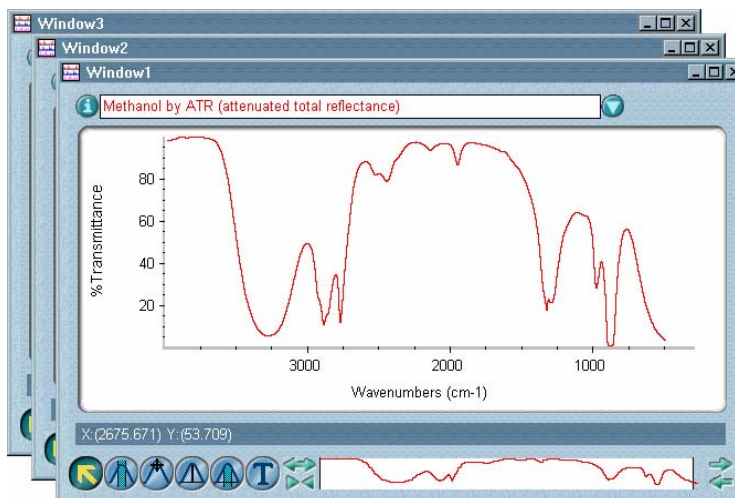 Window3
Window2
Window1
Methanol by ATR (attenuated total reflectance)
80
60
40
20
%Transmittance
3000
2000
1000
Wavenumbers (cm-1)
X:(2675.671) Y:(53.709)
T